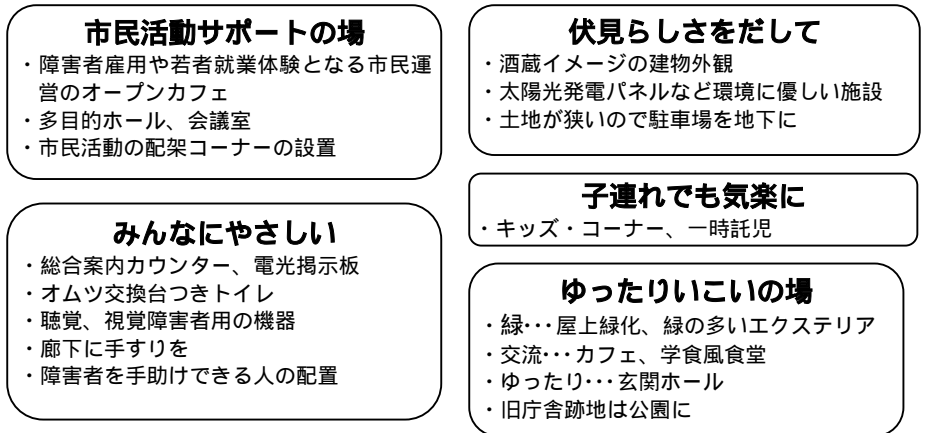 市民活動サポートの場
・障害者雇用や若者就業体験となる市民運
営のオープンカフェ
・多目的ホール、会議室
・市民活動の配架コーナーの設置
みんなにやさしい
・総合案内カウンター、電光掲示板
・オムツ交換台つきトイレ
・聴覚、視覚障害者用の機器
・廊下に手すりを
・障害者を手助けできる人の配置
伏見らしさをだして
・酒蔵イメージの建物外観
・太陽光発電パネルなど環境に優しい施設
・土地が狭いので駐車場を地下に
子連れでも気楽に
・キッズ・コーナー、一時託児
ゆったりいこいの場
・緑･･･屋上緑化、緑の多いエクステリア
・交流･･･カフェ、学食風食堂
・ゆったり･･･玄関ホール
・旧庁舎跡地は公園に